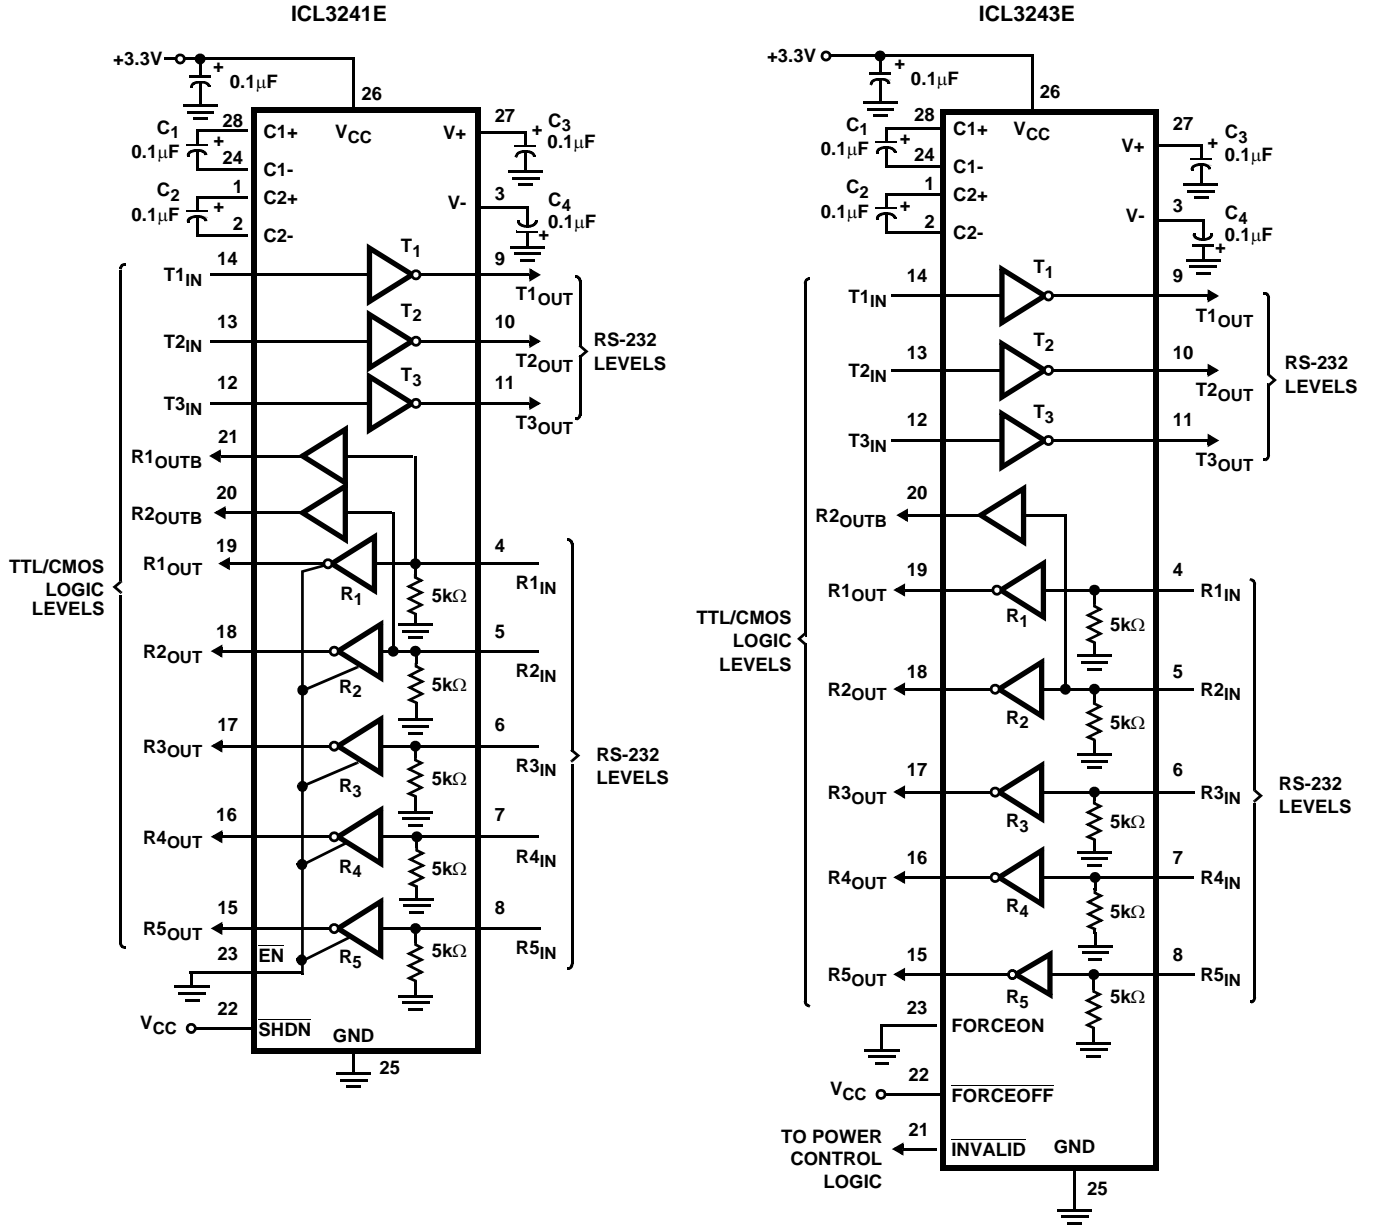 ICL3241E
+3.3V
+
0.1µF
26
28
C1+
VCC
V+
27
+
C3
0.1µF
C1
0.1µF
+
24
C1-
1
C2+
C2
0.1µF
+
2
C2-
V-
3
C4
0.1µF
+
T1IN
14
T1
9
T1OUT
T2IN
13
T2
10
T2OUT
RS-232
LEVELS
T3IN
12
T3
11
T3OUT
21
R1OUTB
20
R2OUTB
TTL/CMOS
LOGIC
LEVELS
19
R1OUT
R1
4
R1IN
5kΩ
18
R2OUT
R2
5
R2IN
5kΩ
17
R3OUT
R3
6
R3IN
5kΩ
RS-232
LEVELS
16
R4OUT
R4
7
R4IN
5kΩ
15
R5OUT
R5
8
R5IN
5kΩ
23
EN
22
VCC
SHDN
GND
25
ICL3243E
+3.3V
+
0.1µF
26
28
C1+
VCC
V+
27
+
C3
0.1µF
C1
0.1µF
+
24
C1-
1
C2+
C2
0.1µF
+
2
C2-
V-
3
C4
0.1µF
+
T1IN
14
T1
9
T1OUT
T2IN
13
T2
10
T2OUT
RS-232
LEVELS
T3IN
12
T3
11
T3OUT
20
R2OUTB
TTL/CMOS
LOGIC
LEVELS
19
R1OUT
R1
4
R1IN
5kΩ
18
R2OUT
R2
5
R2IN
5kΩ
17
R3OUT
R3
6
R3IN
5kΩ
RS-232
LEVELS
16
R4OUT
R4
7
R4IN
5kΩ
15
R5OUT
R5
8
R5IN
5kΩ
23
FORCEON
22
VCC
FORCEOFF
21
TO POWER
CONTROL
LOGIC
INVALID
GND
25